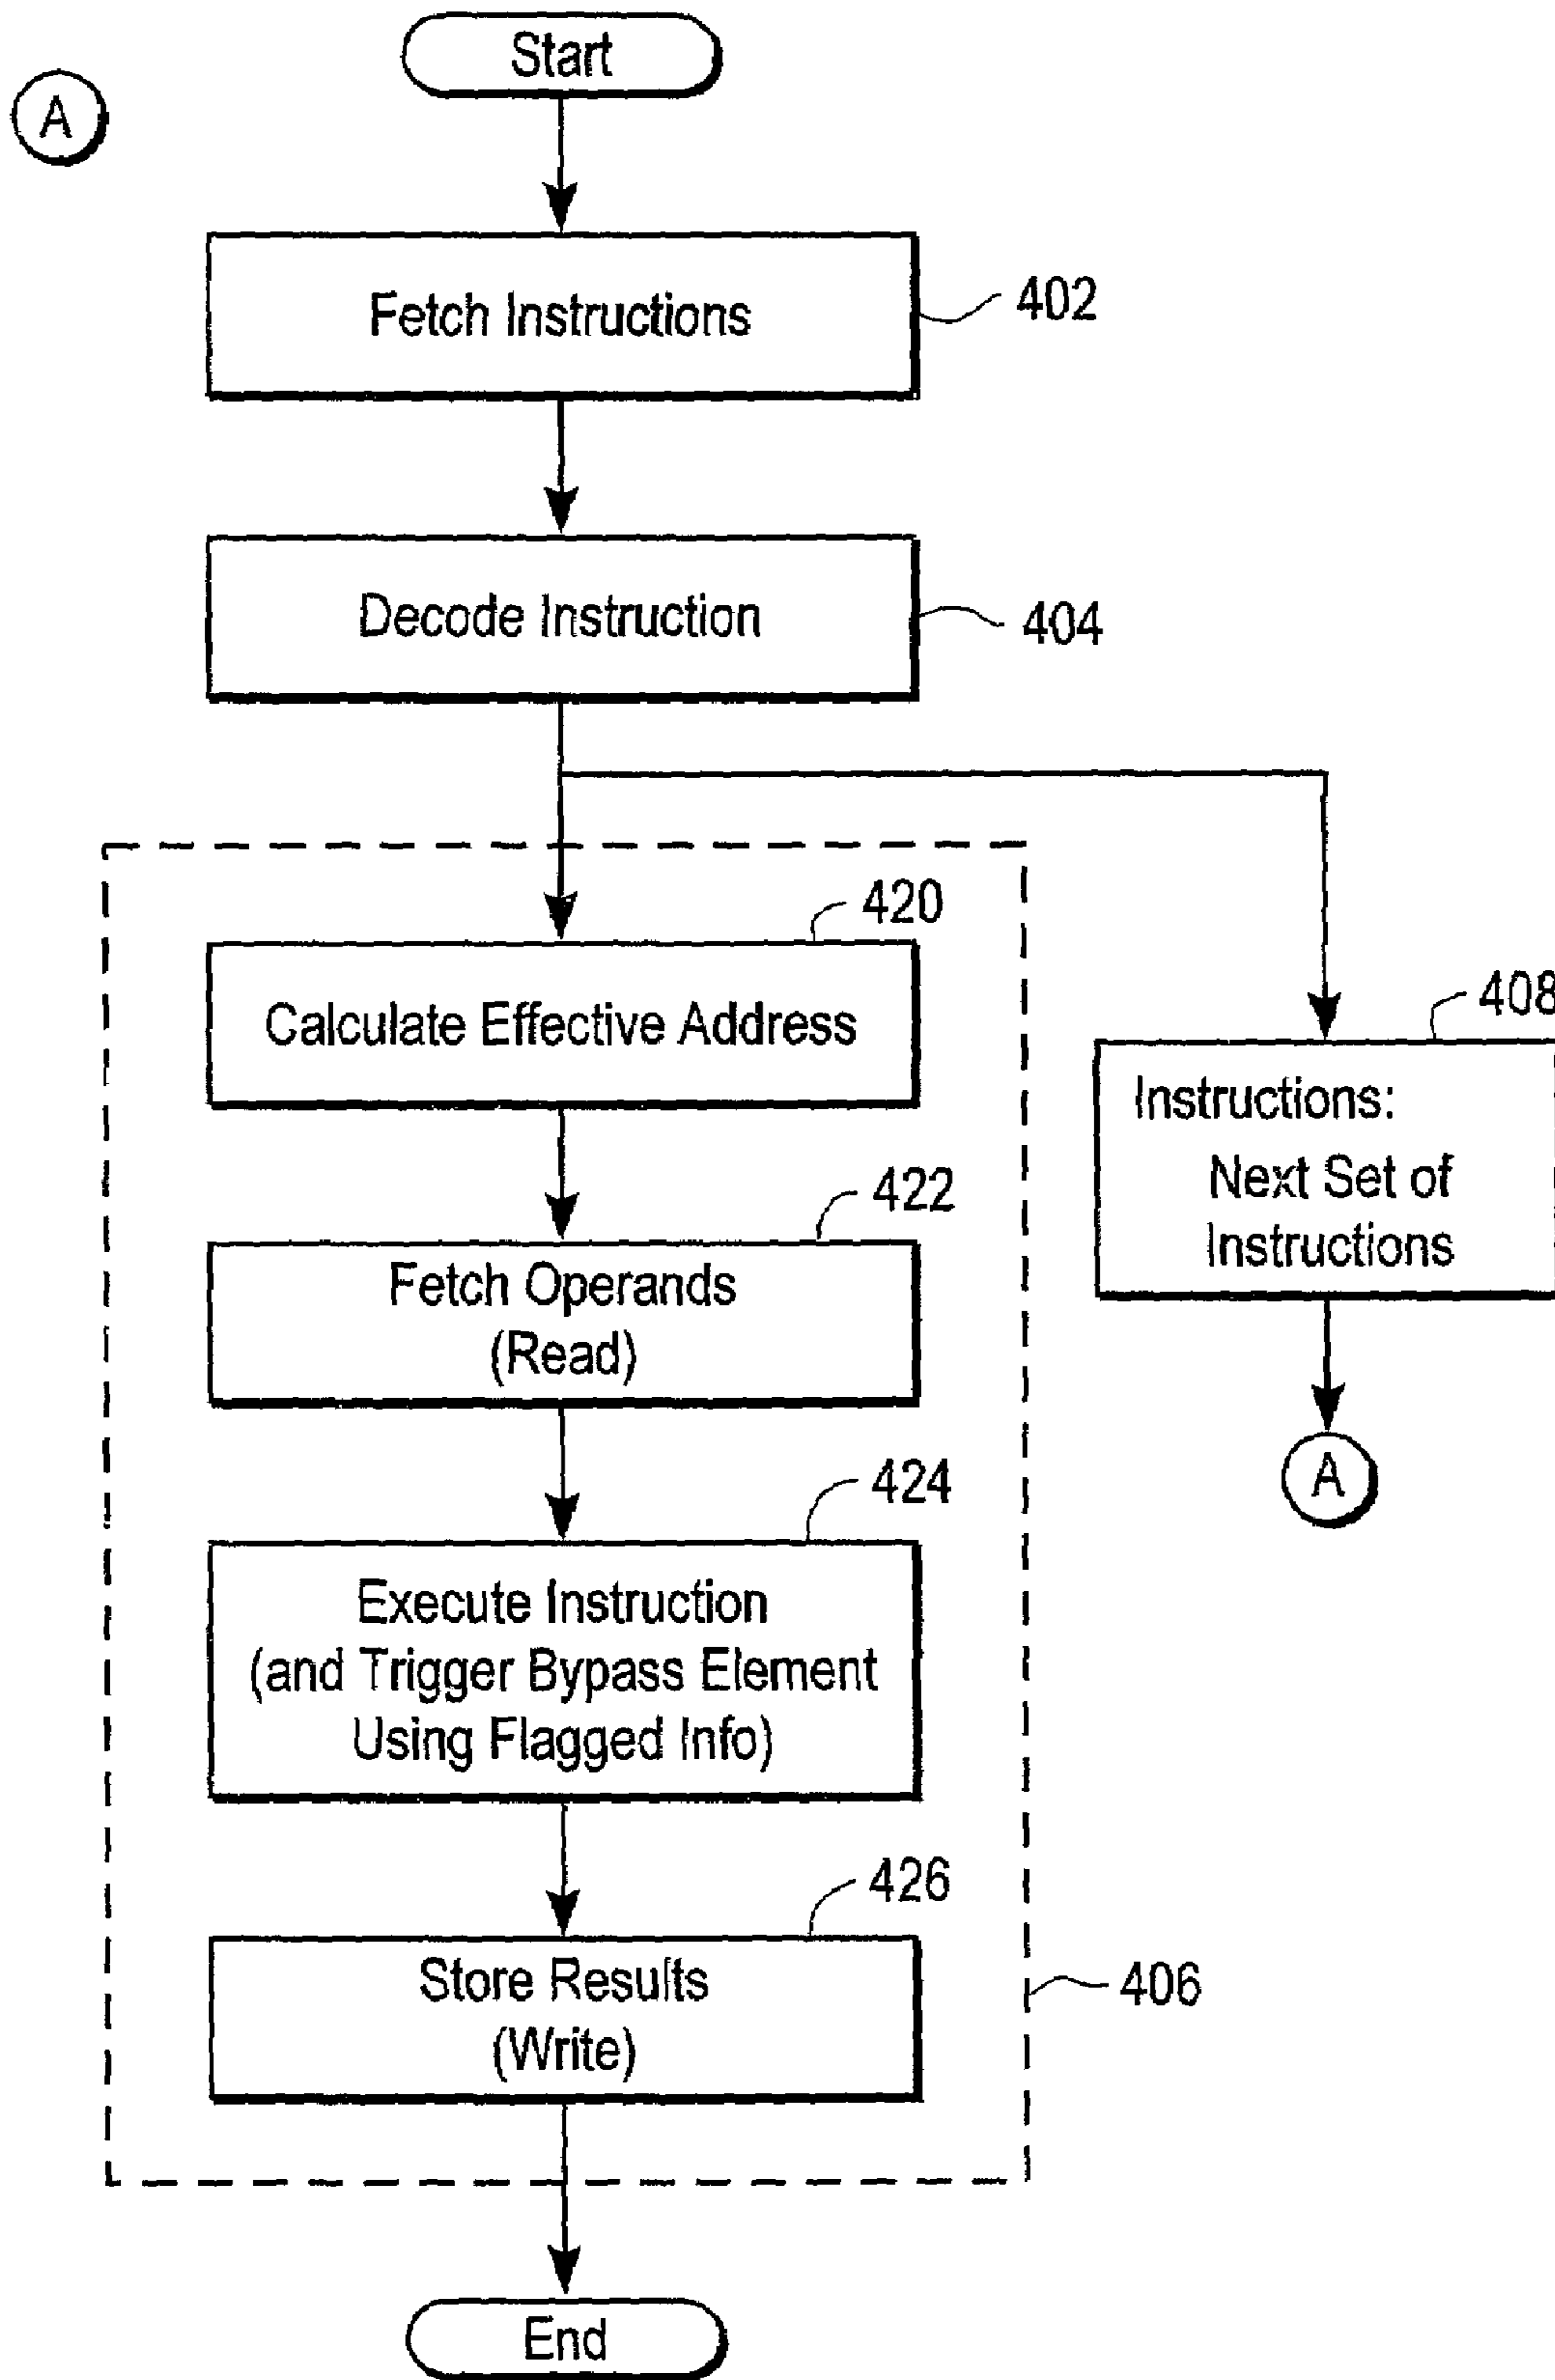 Start
A
Fetch Instructions
402
Decode Instruction
404
420
Calculate Effective Address
408
Instructions:
Next Set of
Instructions
422
Fetch Operands
(Read)
A
424
Execute Instruction
(and Trigger Bypass Element
Using Flagged Info)
426
Store Results
(Write)
406
End